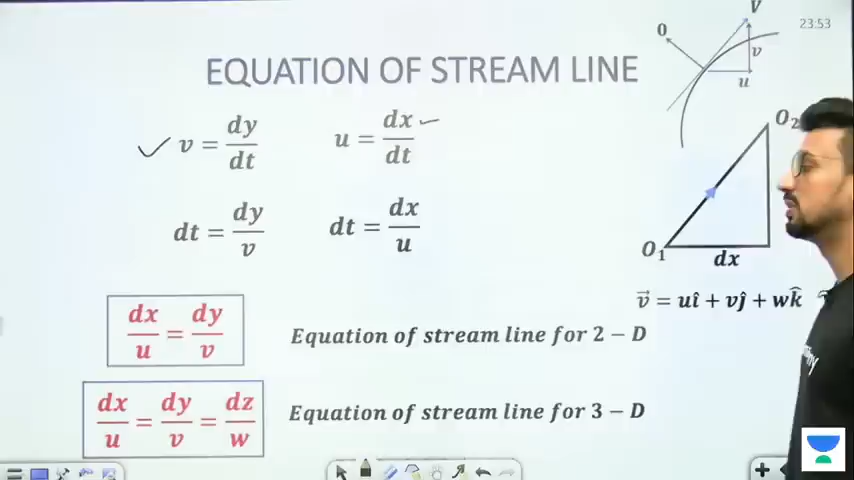 23:53
EQUATION OF STREAM LINE
V
0
v
u
v = dy/dt
u = dx/dt
dt = dy/v
dt = dx/u
O₂
O₁
dx
v⃗ = uî + vĵ + wk̂
dx/u = dy/v
Equation of stream line for 2 − D
dx/u = dy/v = dz/w
Equation of stream line for 3 − D